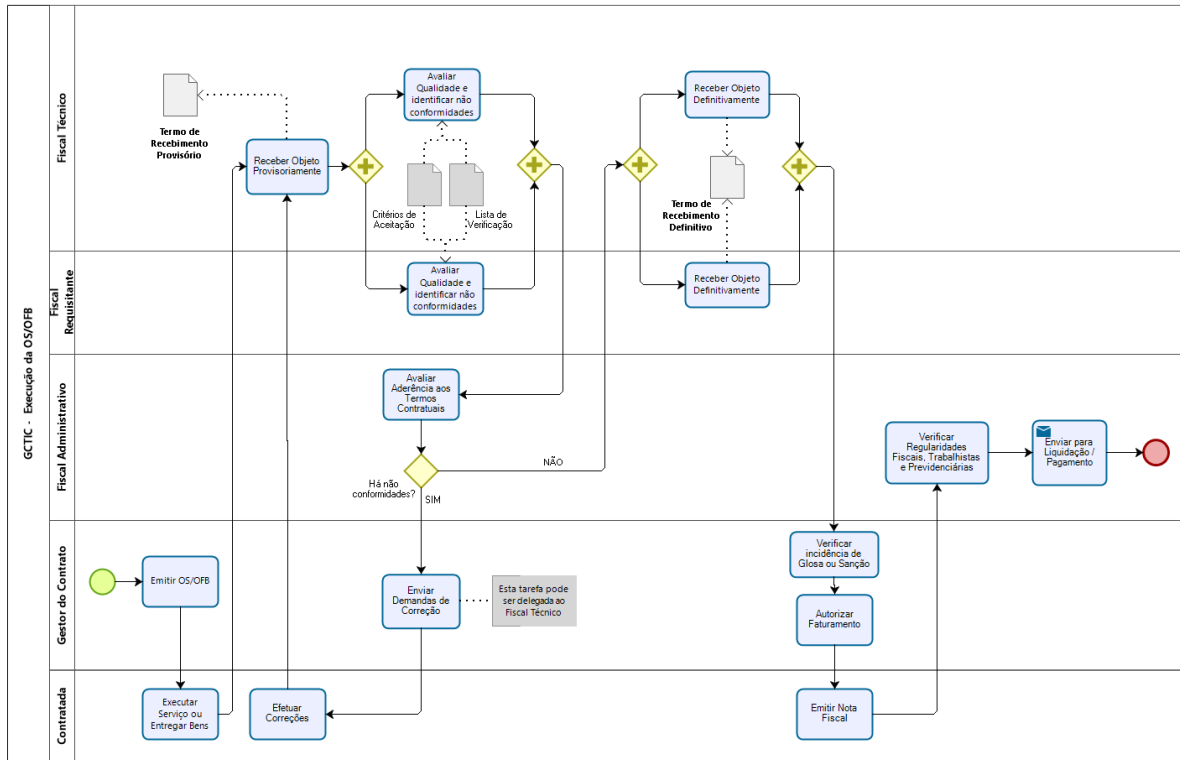 GCTIC - Execução da OS/OFB
Fiscal Técnico
Termo de
Recebimento
Provisório
Receber Objeto
Provisoriamente
Avaliar
Qualidade e
identificar não
conformidades
Critérios de
Aceitação
Lista de
Verificação
Receber Objeto
Definitivamente
Termo de
Recebimento
Definitivo
Fiscal
Requisitante
Avaliar
Qualidade e
identificar não
conformidades
Receber Objeto
Definitivamente
Fiscal Administrativo
Avaliar
Aderência aos
Termos
Contratuais
Há não
conformidades?
NÃO
SIM
Verificar
Regularidades
Fiscais, Trabalhistas
e Previdenciárias
Enviar para
Liquidação /
Pagamento
Gestor do Contrato
Emitir OS/OFB
Enviar
Demandas de
Correção
Esta tarefa pode
ser delegada ao
Fiscal Técnico
Verificar
incidência de
Glosa ou Sanção
Autorizar
Faturamento
Contratada
Executar
Serviço ou
Entregar Bens
Efetuar
Correções
Emitir Nota
Fiscal